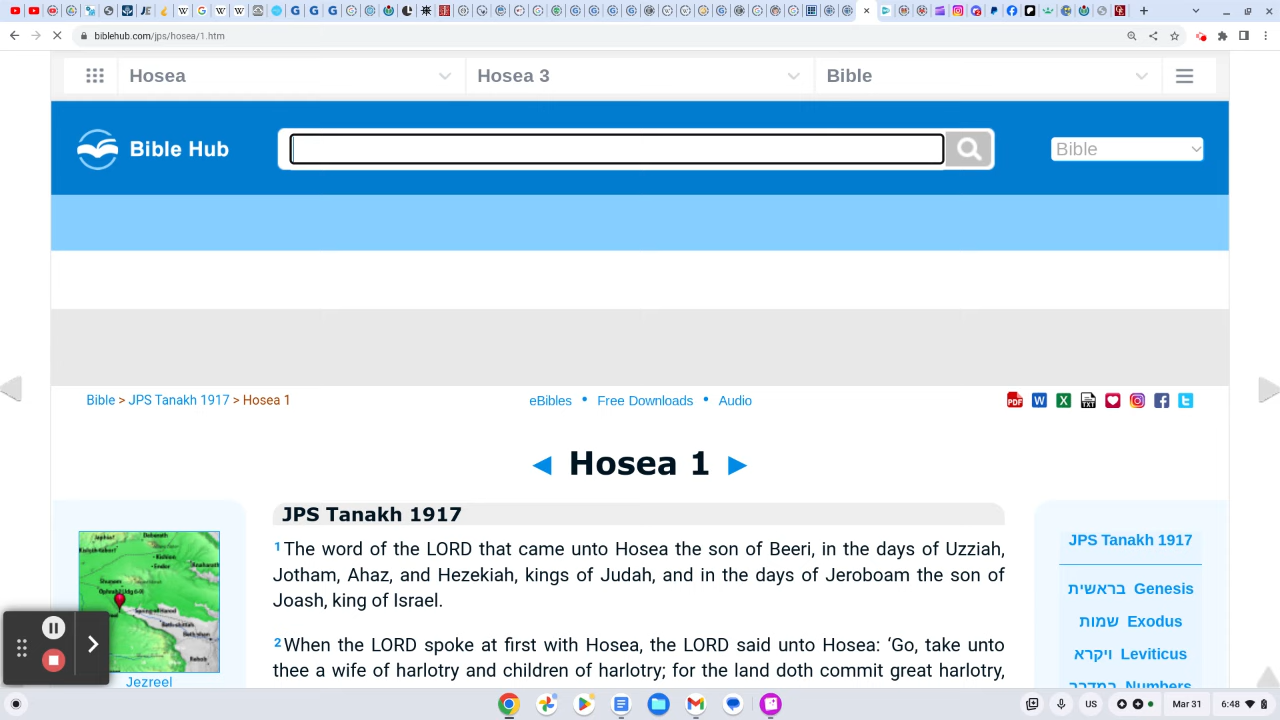 biblehub.com/jps/hosea/1.htm
Hosea
Hosea 3
Bible
Bible Hub
Bible
Bible > JPS Tanakh 1917 > Hosea 1
eBibles • Free Downloads • Audio
◄ Hosea 1 ►
JPS Tanakh 1917
1The word of the LORD that came unto Hosea the son of Beeri, in the days of Uzziah,
Jotham, Ahaz, and Hezekiah, kings of Judah, and in the days of Jeroboam the son of
Joash, king of Israel.
2When the LORD spoke at first with Hosea, the LORD said unto Hosea: ‘Go, take unto
thee a wife of harlotry and children of harlotry; for the land doth commit great harlotry,
Jezreel
JPS Tanakh 1917
בראשית Genesis
שמות Exodus
ויקרא Leviticus
במדבר Numbers
US
Mar 31
6:48